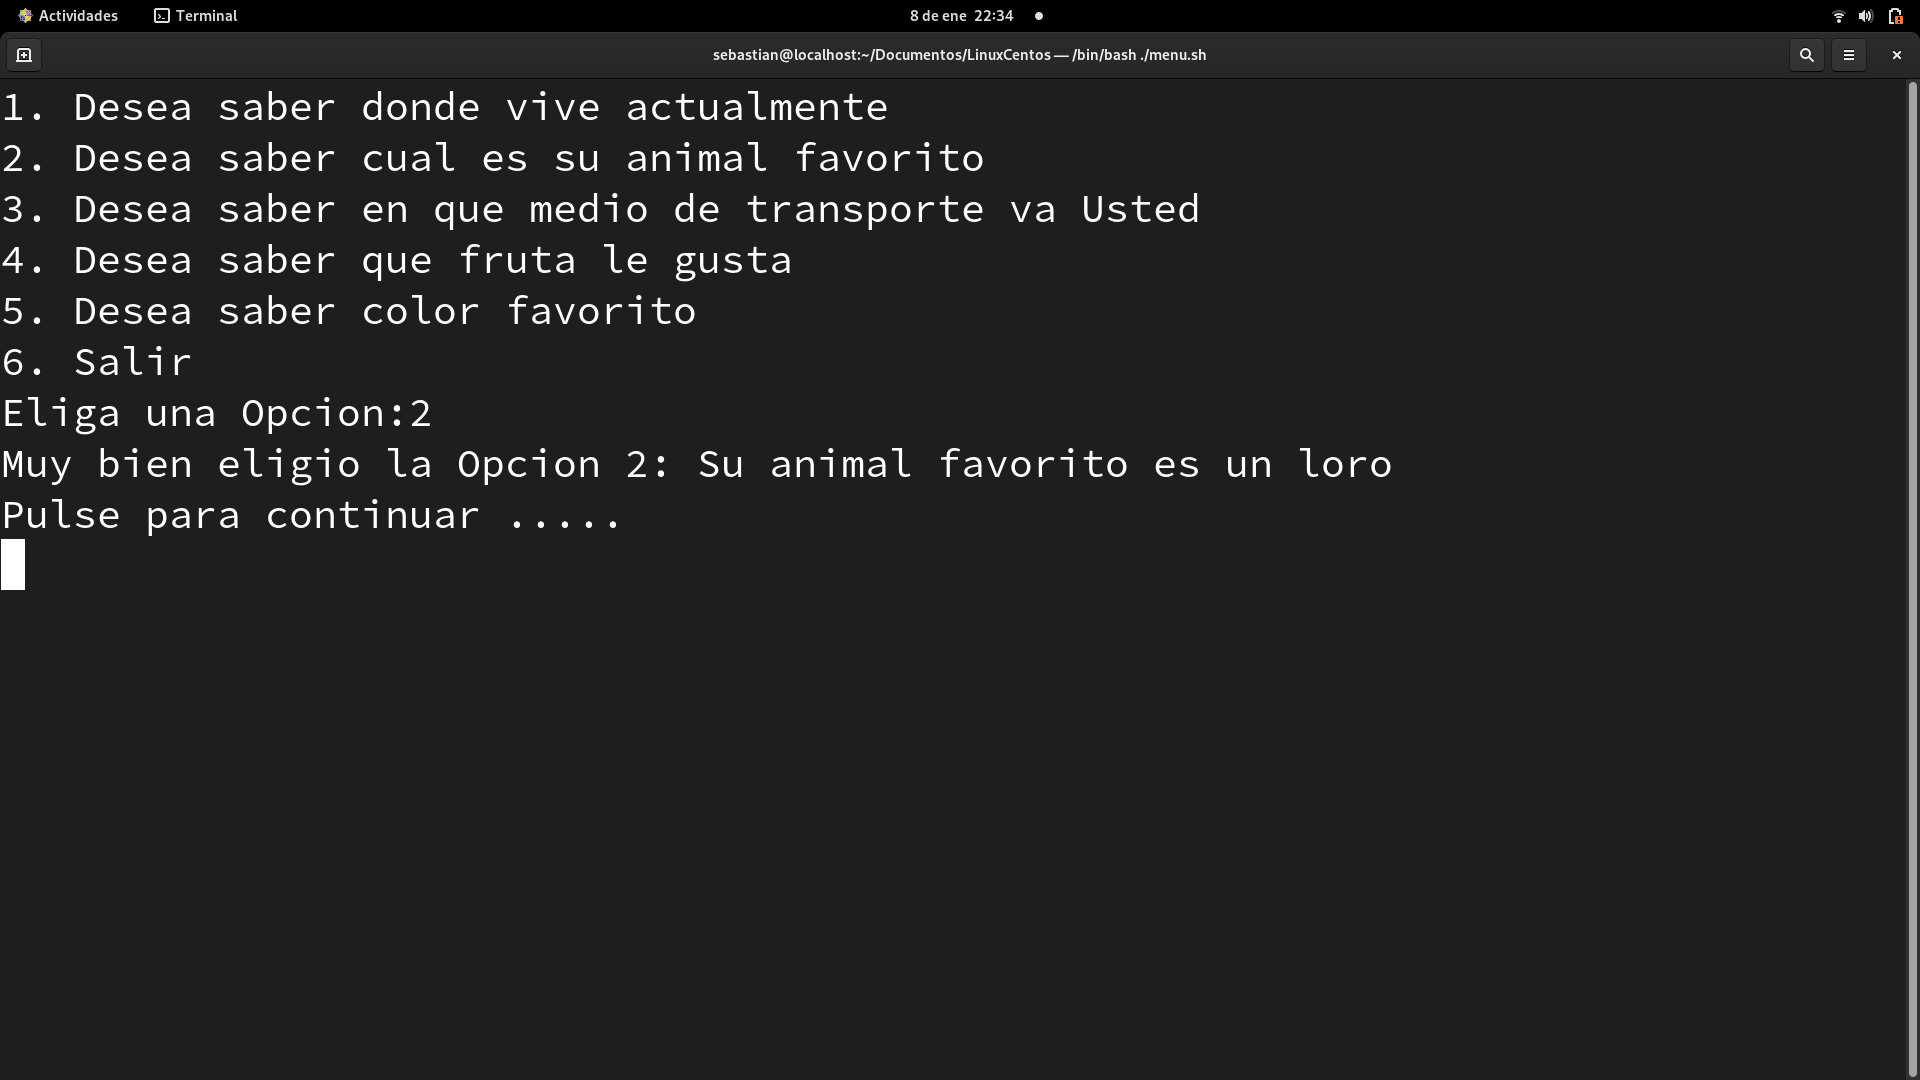 Actividades Terminal 8 de ene 22:34
sebastian@localhost:~/Documentos/LinuxCentos — /bin/bash ./menu.sh
1. Desea saber donde vive actualmente
2. Desea saber cual es su animal favorito
3. Desea saber en que medio de transporte va Usted
4. Desea saber que fruta le gusta
5. Desea saber color favorito
6. Salir
Eliga una Opcion:2
Muy bien eligio la Opcion 2: Su animal favorito es un loro
Pulse para continuar .....